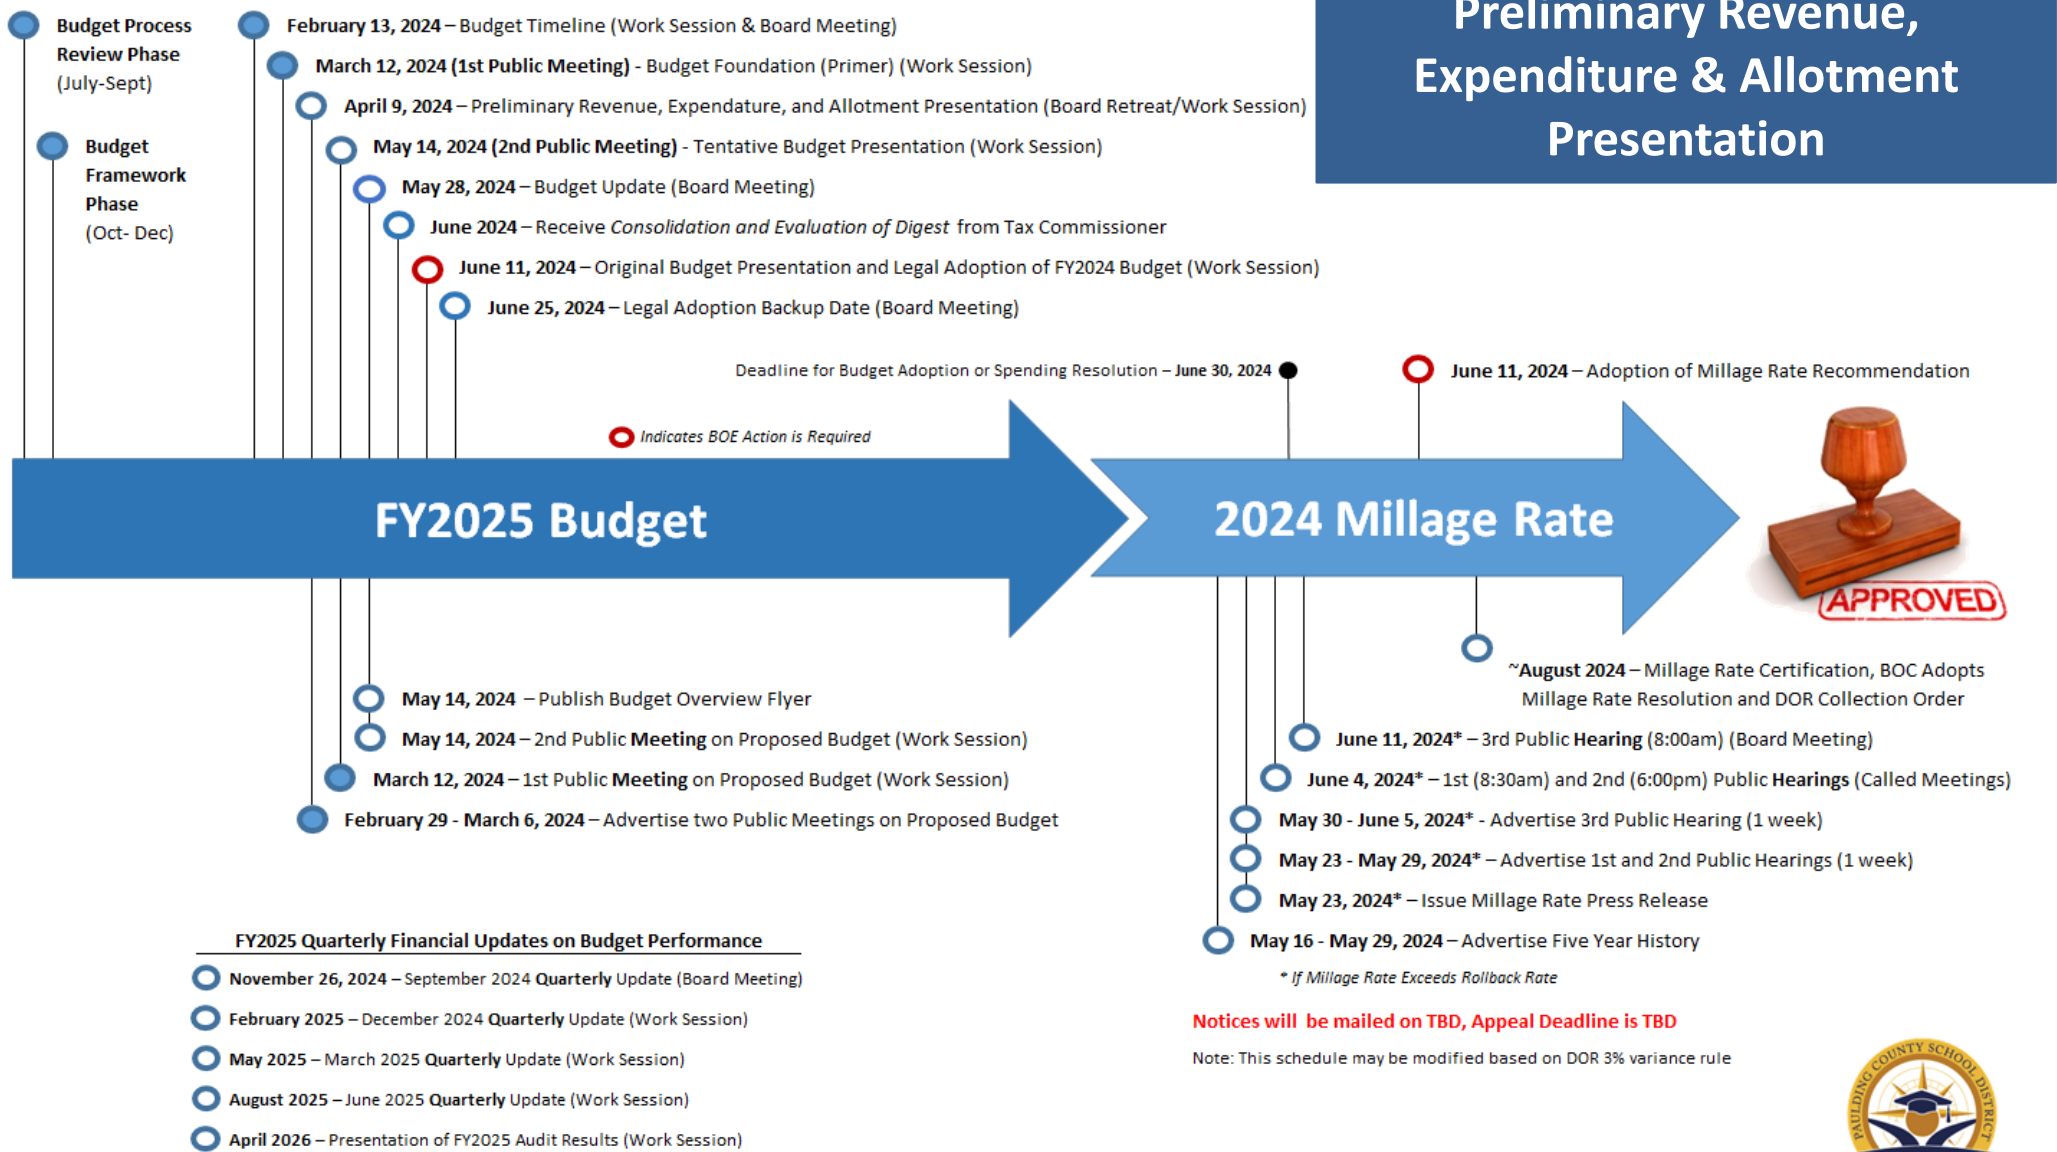 Preliminary Revenue,
Expenditure & Allotment
Presentation
Budget Process
Review Phase
(July-Sept)
Budget
Framework
Phase
(Oct- Dec)
February 13, 2024 – Budget Timeline (Work Session & Board Meeting)
March 12, 2024 (1st Public Meeting) - Budget Foundation (Primer) (Work Session)
April 9, 2024 – Preliminary Revenue, Expendature, and Allotment Presentation (Board Retreat/Work Session)
May 14, 2024 (2nd Public Meeting) - Tentative Budget Presentation (Work Session)
May 28, 2024 – Budget Update (Board Meeting)
June 2024 – Receive Consolidation and Evaluation of Digest from Tax Commissioner
June 11, 2024 – Original Budget Presentation and Legal Adoption of FY2024 Budget (Work Session)
June 25, 2024 – Legal Adoption Backup Date (Board Meeting)
Deadline for Budget Adoption or Spending Resolution – June 30, 2024
June 11, 2024 – Adoption of Millage Rate Recommendation
Indicates BOE Action is Required
FY2025 Budget
2024 Millage Rate
APPROVED
~August 2024 – Millage Rate Certification, BOC Adopts
Millage Rate Resolution and DOR Collection Order
May 14, 2024 – Publish Budget Overview Flyer
May 14, 2024 – 2nd Public Meeting on Proposed Budget (Work Session)
March 12, 2024 – 1st Public Meeting on Proposed Budget (Work Session)
February 29 - March 6, 2024 – Advertise two Public Meetings on Proposed Budget
June 11, 2024* – 3rd Public Hearing (8:00am) (Board Meeting)
June 4, 2024* – 1st (8:30am) and 2nd (6:00pm) Public Hearings (Called Meetings)
May 30 - June 5, 2024* - Advertise 3rd Public Hearing (1 week)
May 23 - May 29, 2024* – Advertise 1st and 2nd Public Hearings (1 week)
May 23, 2024* – Issue Millage Rate Press Release
May 16 - May 29, 2024 – Advertise Five Year History
* If Millage Rate Exceeds Rollback Rate
Notices will be mailed on TBD, Appeal Deadline is TBD
Note: This schedule may be modified based on DOR 3% variance rule
FY2025 Quarterly Financial Updates on Budget Performance
November 26, 2024 – September 2024 Quarterly Update (Board Meeting)
February 2025 – December 2024 Quarterly Update (Work Session)
May 2025 – March 2025 Quarterly Update (Work Session)
August 2025 – June 2025 Quarterly Update (Work Session)
April 2026 – Presentation of FY2025 Audit Results (Work Session)
PAULDING COUNTY SCHOOL DISTRICT